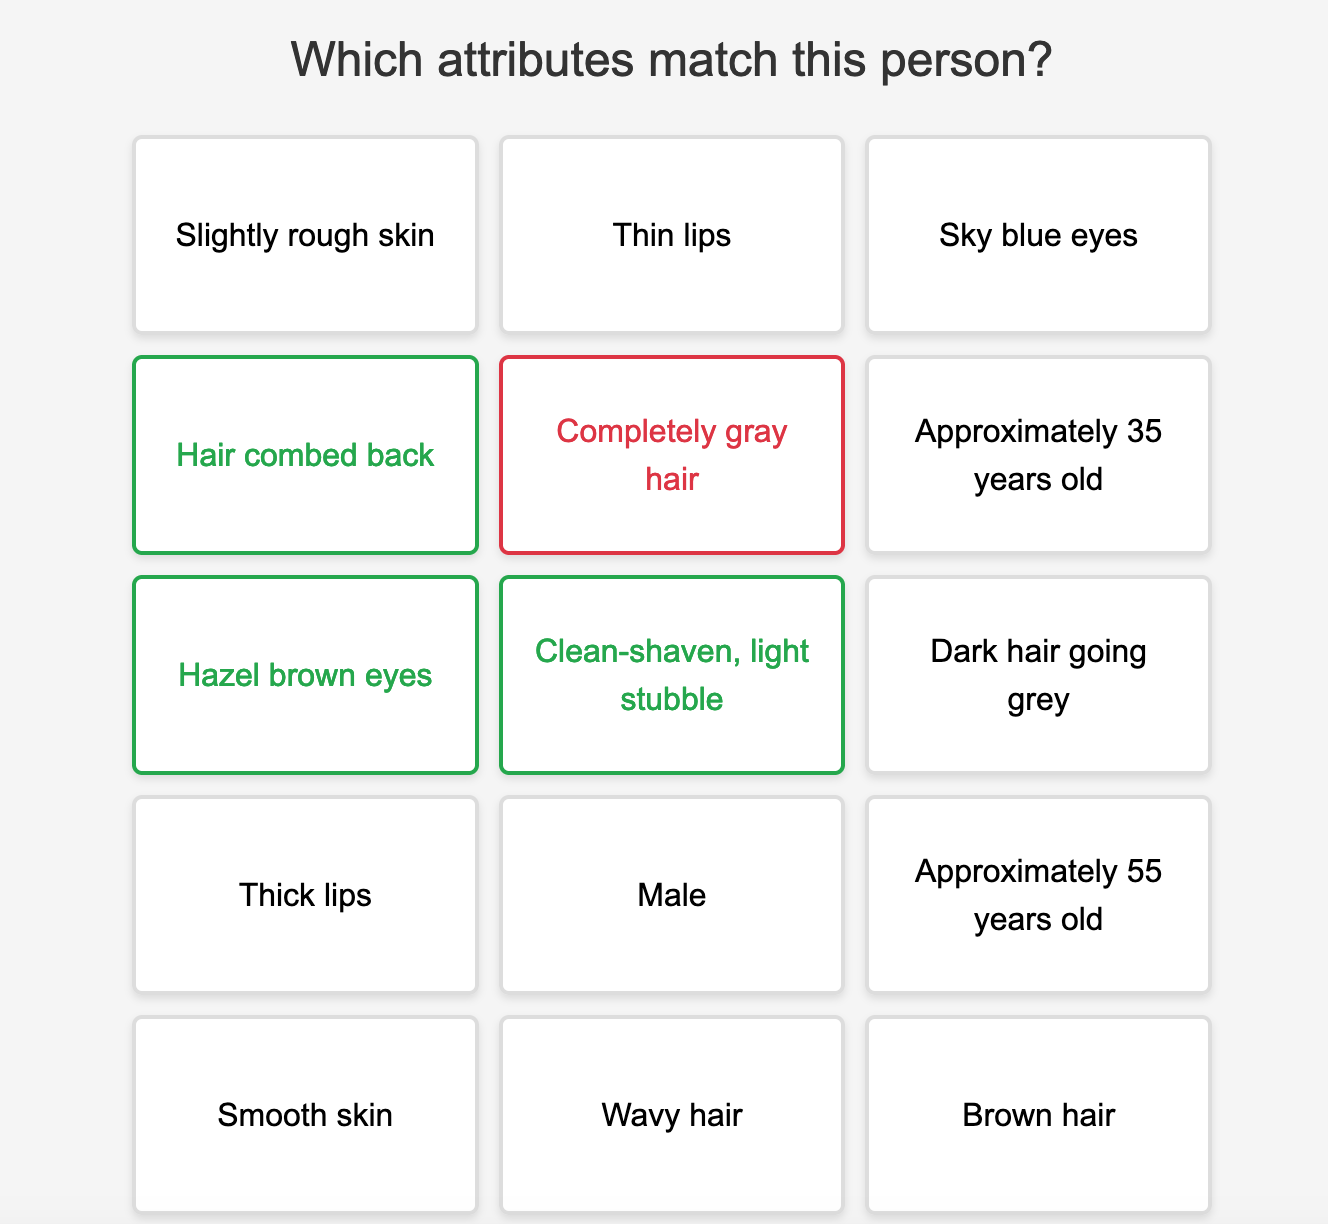 Which attributes match this person?
Slightly rough skin
Thin lips
Sky blue eyes
Hair combed back
Completely gray
hair
Approximately 35
years old
Hazel brown eyes
Clean-shaven, light
stubble
Dark hair going
grey
Thick lips
Male
Approximately 55
years old
Smooth skin
Wavy hair
Brown hair